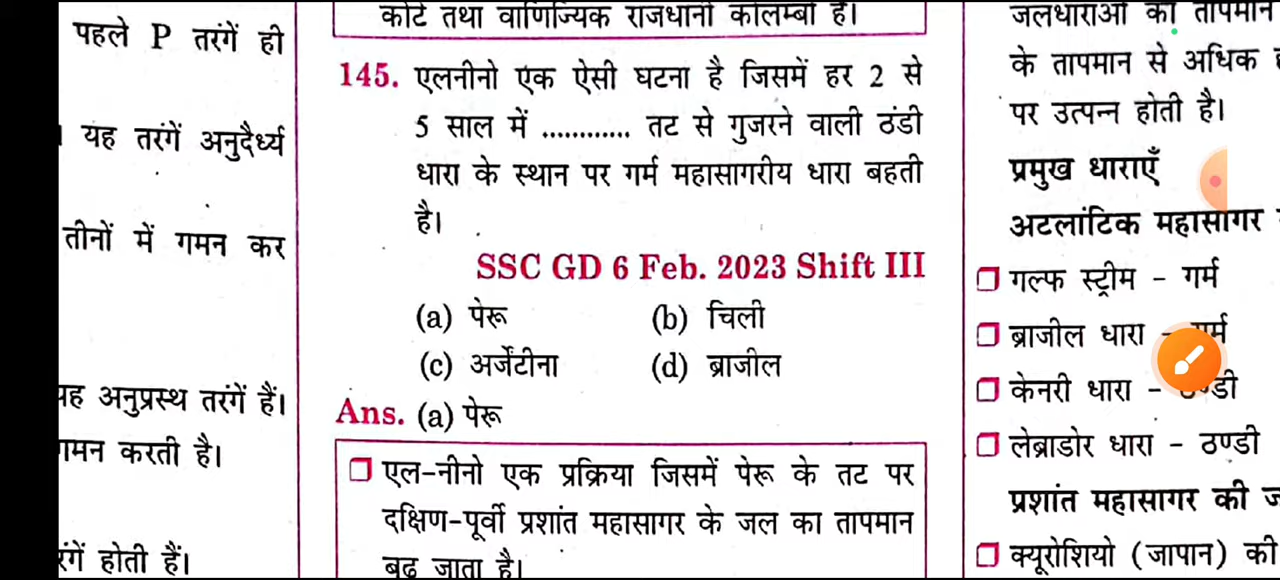 पहले P तरंगें ही
यह तरंगें अनुदैर्ध्य
तीनों में गमन कर
यह अनुप्रस्थ तरंगें हैं।
गमन करती है।
होती हैं।
कोटे तथा वाणिज्यिक राजधानी कोलम्बो है।
145. एलनीनो एक ऐसी घटना है जिसमें हर 2 से
5 साल में ............ तट से गुजरने वाली ठंडी
धारा के स्थान पर गर्म महासागरीय धारा बहती
है।
SSC GD 6 Feb. 2023 Shift III
(a) पेरू (b) चिली
(c) अर्जेंटीना (d) ब्राजील
Ans. (a) पेरू
❑ एल-नीनो एक प्रक्रिया जिसमें पेरू के तट पर
दक्षिण-पूर्वी प्रशांत महासागर के जल का तापमान
बढ़ जाता है।
जलधाराओं का तापमान
के तापमान से अधिक
पर उत्पन्न होती है।
प्रमुख धाराएँ
अटलांटिक महासागर
❑ गल्फ स्ट्रीम - गर्म
❑ ब्राजील धारा - गर्म
❑ केनरी धारा - ठण्डी
❑ लेब्राडोर धारा - ठण्डी
प्रशांत महासागर की
❑ क्यूरोशियो (जापान) की